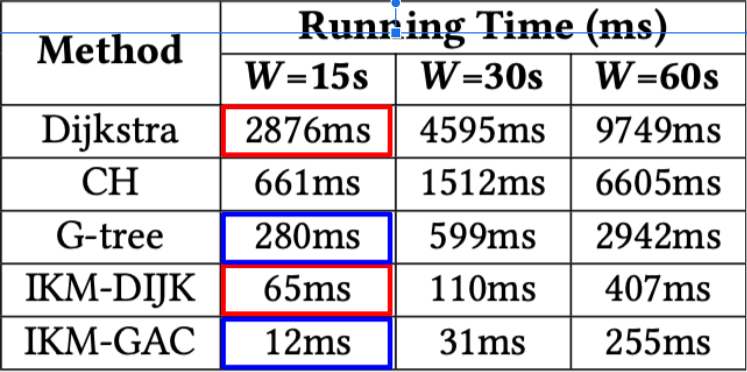 Method Running Time (ms)
W=15s W=30s W=60s
Dijkstra 2876ms 4595ms 9749ms
CH 661ms 1512ms 6605ms
G-tree 280ms 599ms 2942ms
IKM-DIJK 65ms 110ms 407ms
IKM-GAC 12ms 31ms 255ms